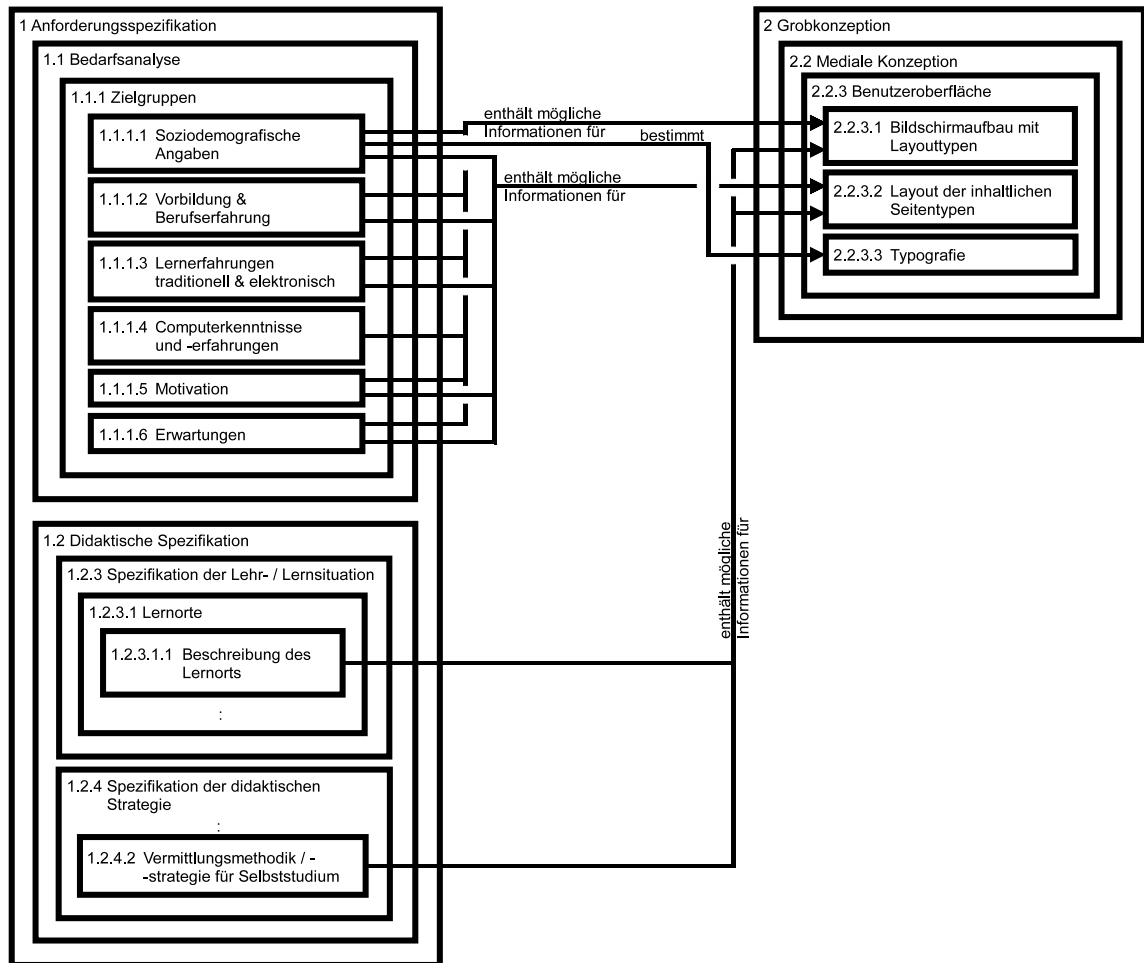 1 Anforderungsspezifikation
1.1 Bedarfsanalyse
1.1.1 Zielgruppen
1.1.1.1 Soziodemografische
Angaben
1.1.1.2 Vorbildung &
Berufserfahrung
1.1.1.3 Lernerfahrungen
traditionell & elektronisch
1.1.1.4 Computerkenntnisse
und -erfahrungen
1.1.1.5 Motivation
1.1.1.6 Erwartungen
1.2 Didaktische Spezifikation
1.2.3 Spezifikation der Lehr- / Lernsituation
1.2.3.1 Lernorte
1.2.3.1.1 Beschreibung des
Lernorts
:
1.2.4 Spezifikation der didaktischen
Strategie
:
1.2.4.2 Vermittlungsmethodik / -
-strategie für Selbststudium
enthält mögliche
Informationen für
bestimmt
enthält mögliche
Informationen für
enthält mögliche
Informationen für
2 Grobkonzeption
2.2 Mediale Konzeption
2.2.3 Benutzeroberfläche
2.2.3.1 Bildschirmaufbau mit
Layouttypen
2.2.3.2 Layout der inhaltlichen
Seitentypen
2.2.3.3 Typografie